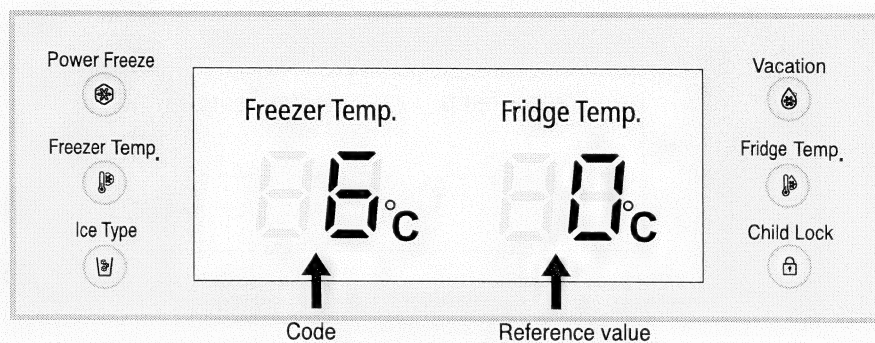 Power Freeze
Freezer Temp.
Ice Type
Freezer Temp.
6°C
Code
Fridge Temp.
0°C
Reference value
Vacation
Fridge Temp.
Child Lock